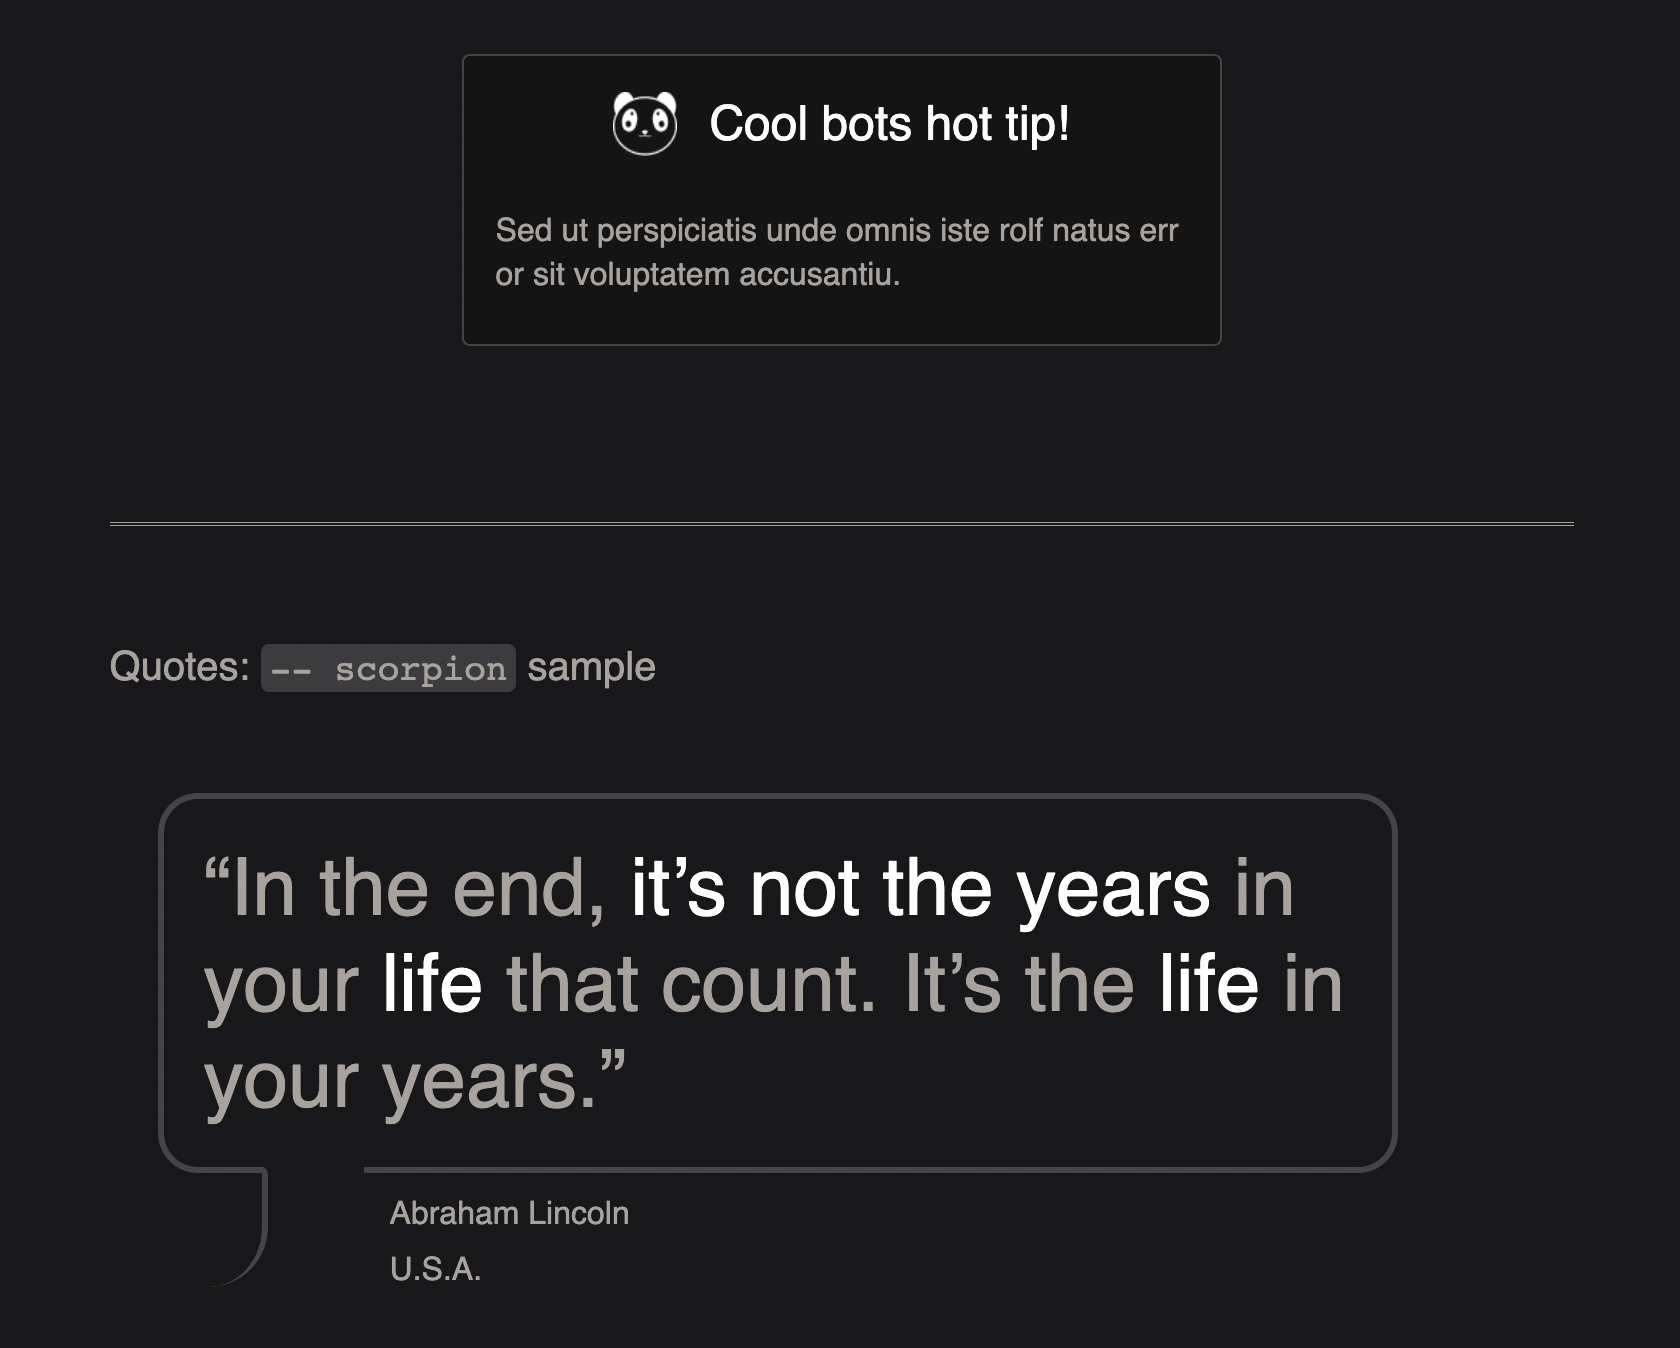 Cool bots hot tip!
Sed ut perspiciatis unde omnis iste rolf natus err
or sit voluptatem accusantiu.
Quotes: -- scorpion sample
“In the end, it’s not the years in
your life that count. It’s the life in
your years.”
Abraham Lincoln
U.S.A.